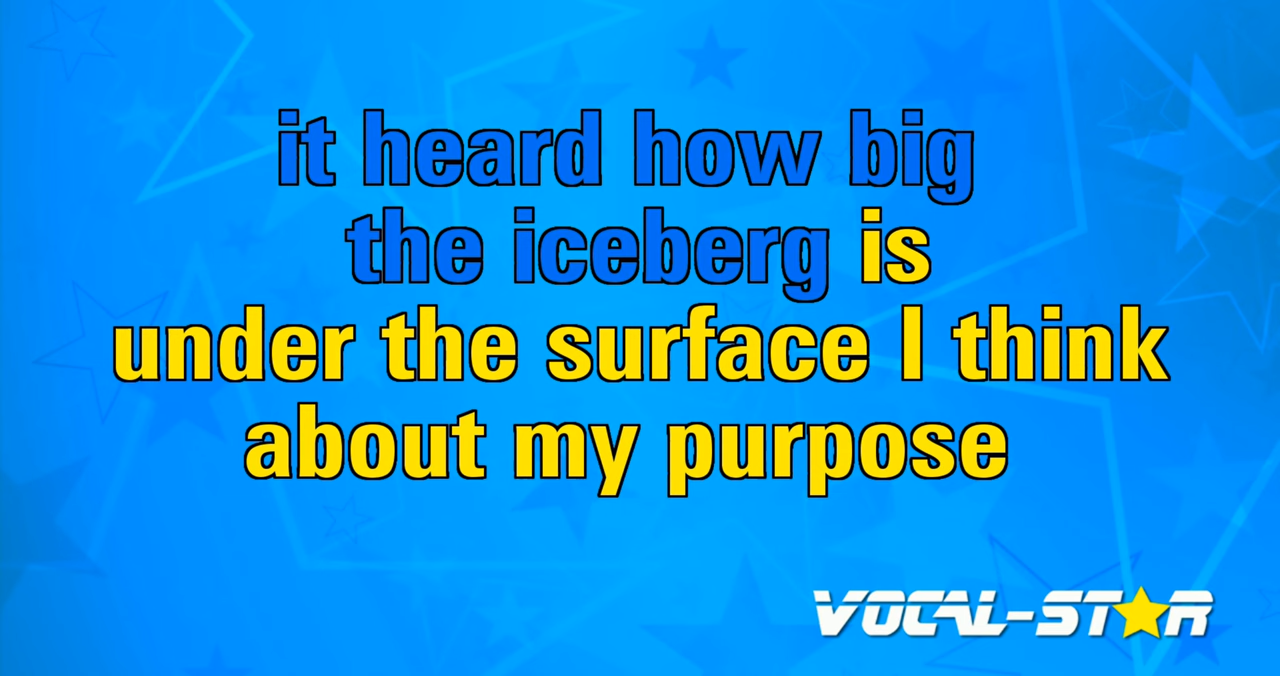 it heard how big
the iceberg is
under the surface I think
about my purpose
VOCAL-STAR